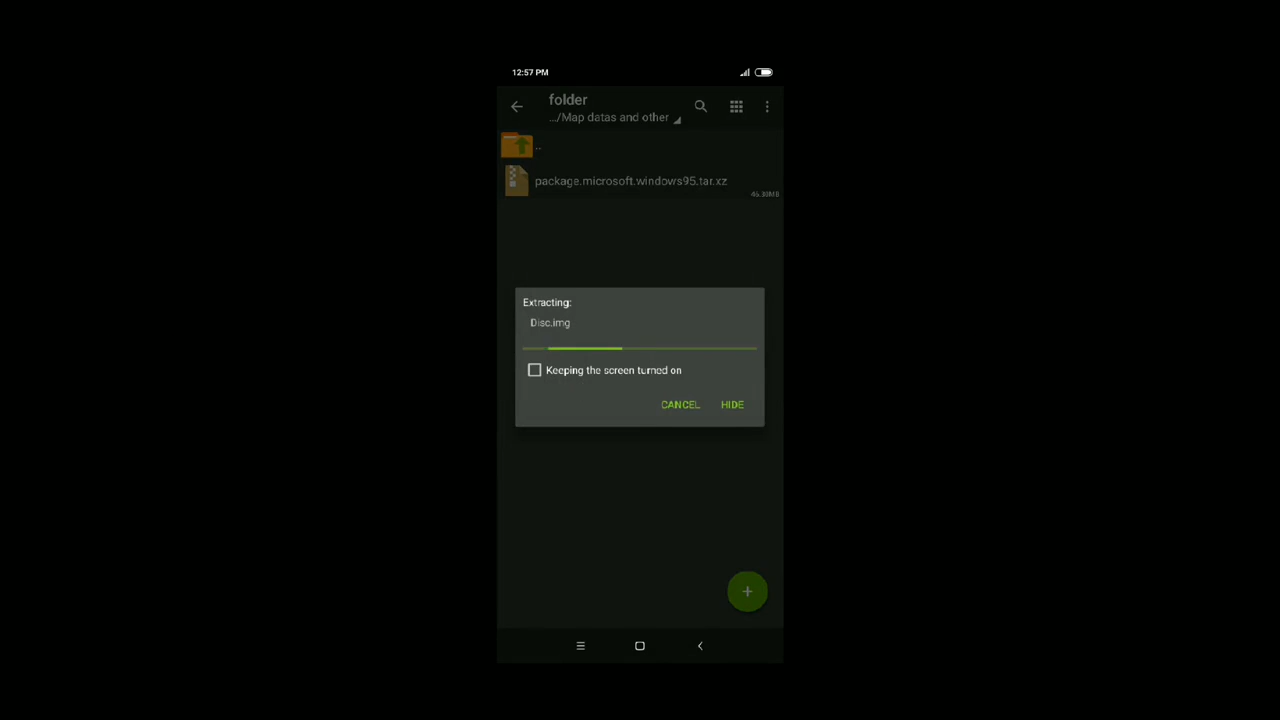 12:57 PM
folder
.../Map datas and other
..
package.microsoft.windows95.tar.xz
Extracting:
Disc.img
Keeping the screen turned on
CANCEL HIDE